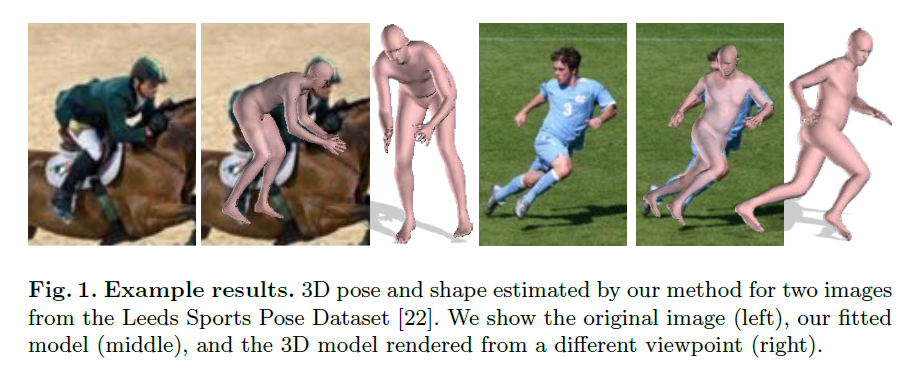 3
Fig. 1. Example results. 3D pose and shape estimated by our method for two images
from the Leeds Sports Pose Dataset [22]. We show the original image (left), our fitted
model (middle), and the 3D model rendered from a different viewpoint (right).